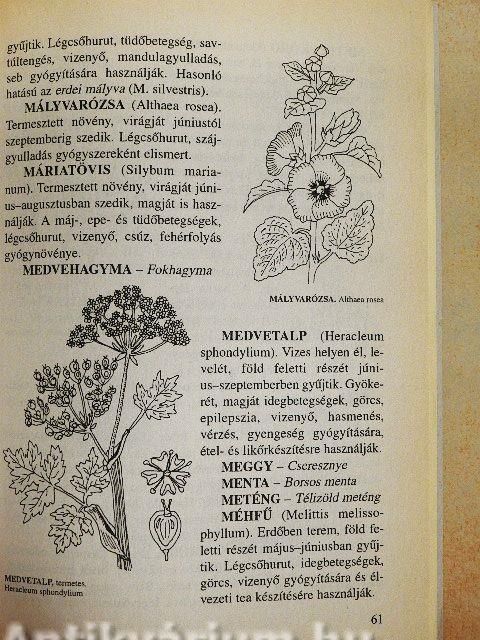 gyűjtik. Légcsőhurut, tüdőbetegség, sav-
túltengés, vizenyő, mandulagyulladás,
seb gyógyítására használják. Hasonló
hatású az erdei mályva (M. silvestris).
MÁLYVARÓZSA (Althaea rosea).
Termesztett növény, virágját júniustól
szeptemberig szedik. Légcsőhurut, száj-
gyulladás gyógyszereként elismert.
MÁRIATÖVIS (Silybum maria-
num). Termesztett növény, virágját júni-
us–augusztusban szedik, magját is hasz-
nálják. A máj-, epe- és tüdőbetegségek,
légcsőhurut, vizenyő, csúz, fehérfolyás
gyógynövénye.
MEDVEHAGYMA – Fokhagyma
MÁLYVARÓZSA. Althaea rosea
MEDVETALP (Heracleum
sphondylium). Vizes helyen él, le-
velét, föld feletti részét júni-
us–szeptemberben gyűjtik. Gyöke-
rét, magját idegbetegségek, görcs,
epilepszia, vizenyő, hasmenés,
vérzés, gyengeség gyógyítására,
étel- és likőrkészítésre használják.
MEGGY – Cseresznye
MENTA – Borsos menta
METÉNG – Télizöld meténg
MÉHFŰ (Melittis melisso-
phyllum). Erdőben terem, föld fe-
letti részét május–júniusban gyűj-
tik. Légcsőhurut, idegbetegségek,
görcs, vizenyő gyógyítására és él-
vezeti tea készítésére használják.
MEDVETALP, termetes.
Heracleum sphondylium
61
Antikvárium.hu